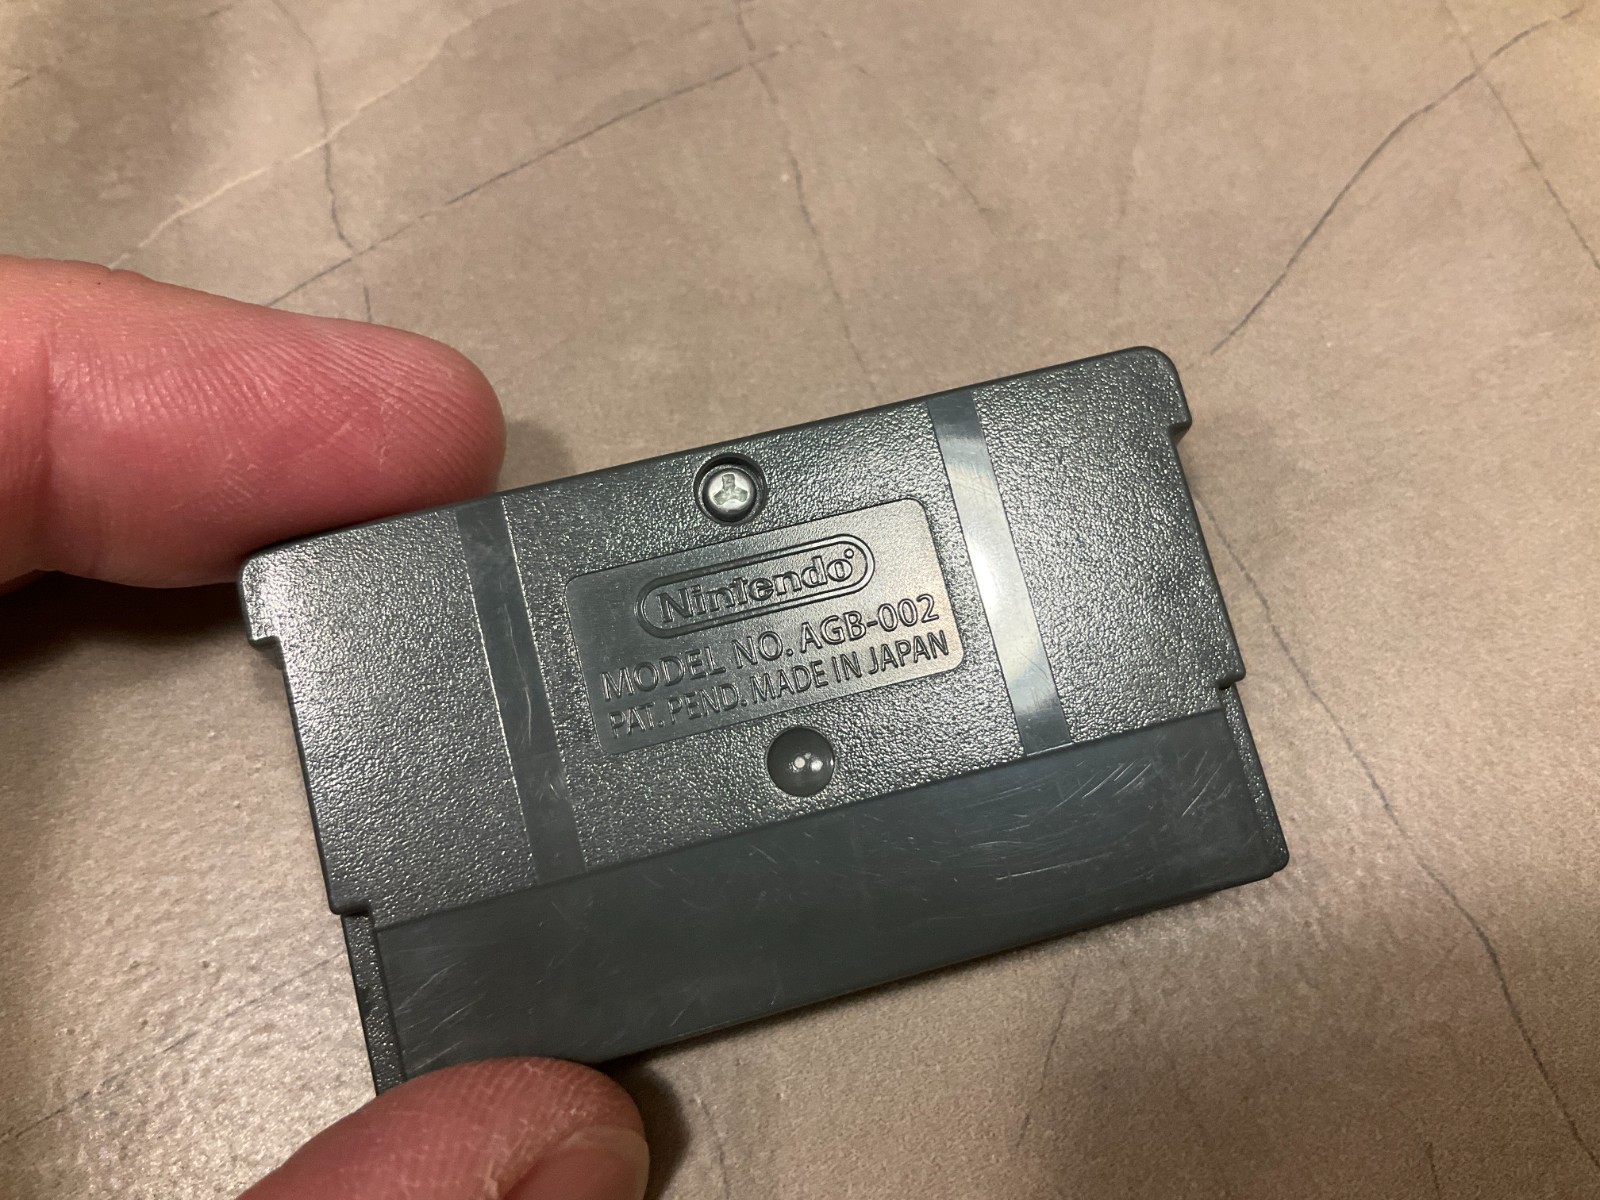 Nintendo®
MODEL NO. AGB-002
PAT. PEND. MADE IN JAPAN